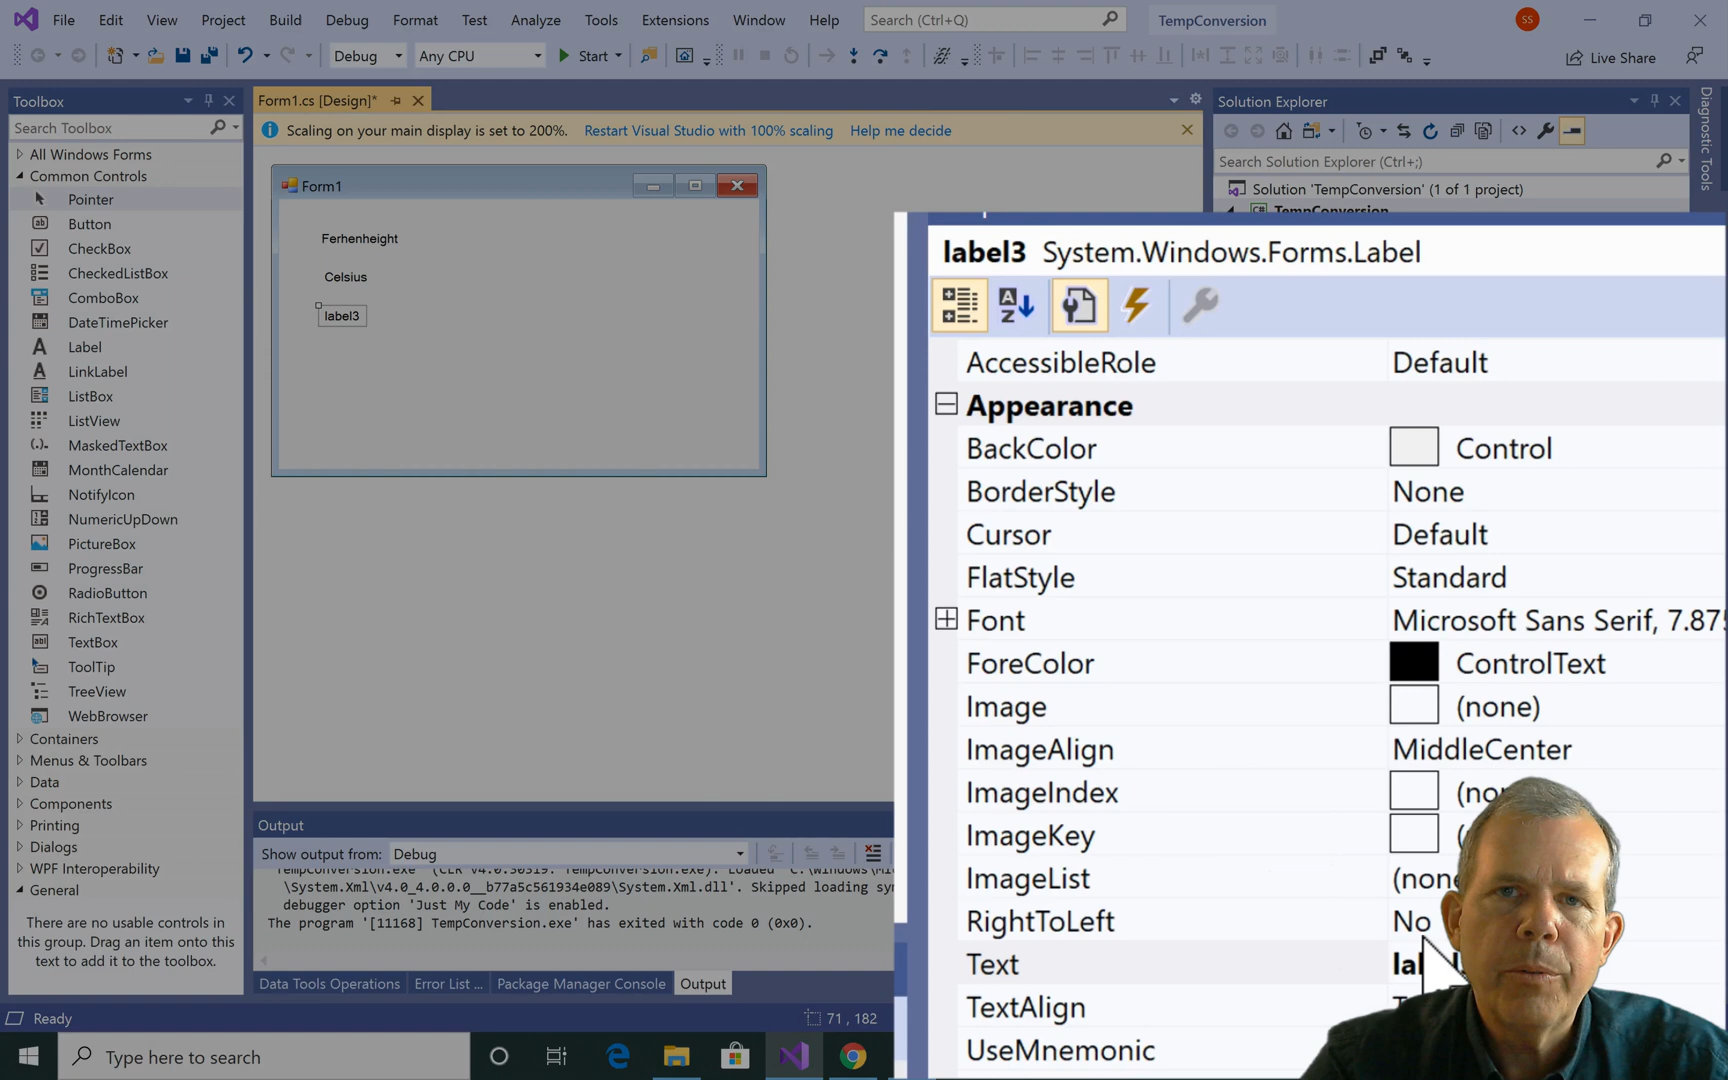 File Edit View Project Build Debug Format Test Analyze Tools Extensions Window Help Search (Ctrl+Q) TempConversion SS
Debug Any CPU Start Live Share
Toolbox
Search Toolbox
All Windows Forms
Common Controls
Pointer
Button
CheckBox
CheckedListBox
ComboBox
DateTimePicker
Label
LinkLabel
ListBox
ListView
MaskedTextBox
MonthCalendar
NotifyIcon
NumericUpDown
PictureBox
ProgressBar
RadioButton
RichTextBox
TextBox
ToolTip
TreeView
WebBrowser
Containers
Menus & Toolbars
Data
Components
Printing
Dialogs
WPF Interoperability
General
There are no usable controls in
this group. Drag an item onto this
text to add it to the toolbox.
Form1.cs [Design]*
Scaling on your main display is set to 200%. Restart Visual Studio with 100% scaling Help me decide
Form1
Ferhenheight
Celsius
label3
Output
Show output from: Debug
\System.Xml\v4.0_4.0.0.0__b77a5c561934e089\System.Xml.dll'. Skipped loading sy
debugger option 'Just My Code' is enabled.
The program '[11168] TempConversion.exe' has exited with code 0 (0x0).
Data Tools Operations Error List ... Package Manager Console Output
Solution Explorer
Search Solution Explorer (Ctrl+;)
Solution 'TempConversion' (1 of 1 project)
TempConversion
Diagnostic Tools
label3 System.Windows.Forms.Label
AccessibleRole Default
Appearance
BackColor Control
BorderStyle None
Cursor Default
FlatStyle Standard
Font Microsoft Sans Serif, 7.875
ForeColor ControlText
Image (none)
ImageAlign MiddleCenter
ImageIndex
ImageKey
ImageList (none
RightToLeft No
Text
TextAlign
UseMnemonic
Ready 71 , 182
Type here to search